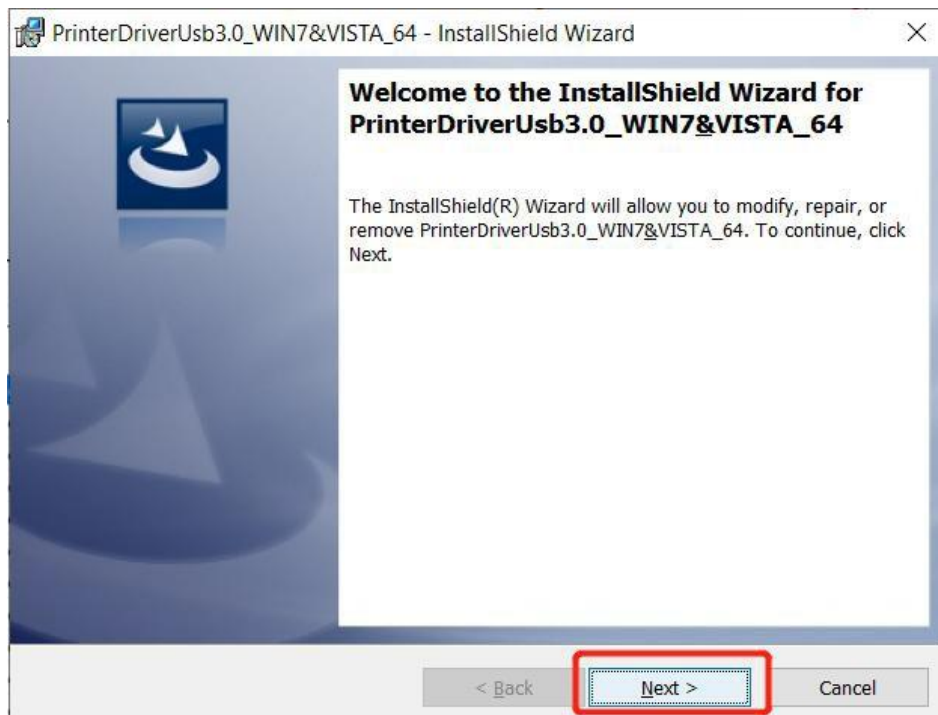 PrinterDriverUsb3.0_WIN7&VISTA_64 - InstallShield Wizard
Welcome to the InstallShield Wizard for
PrinterDriverUsb3.0_WIN7&VISTA_64
The InstallShield(R) Wizard will allow you to modify, repair, or
remove PrinterDriverUsb3.0_WIN7&VISTA_64. To continue, click
Next.
< Back
Next >
Cancel